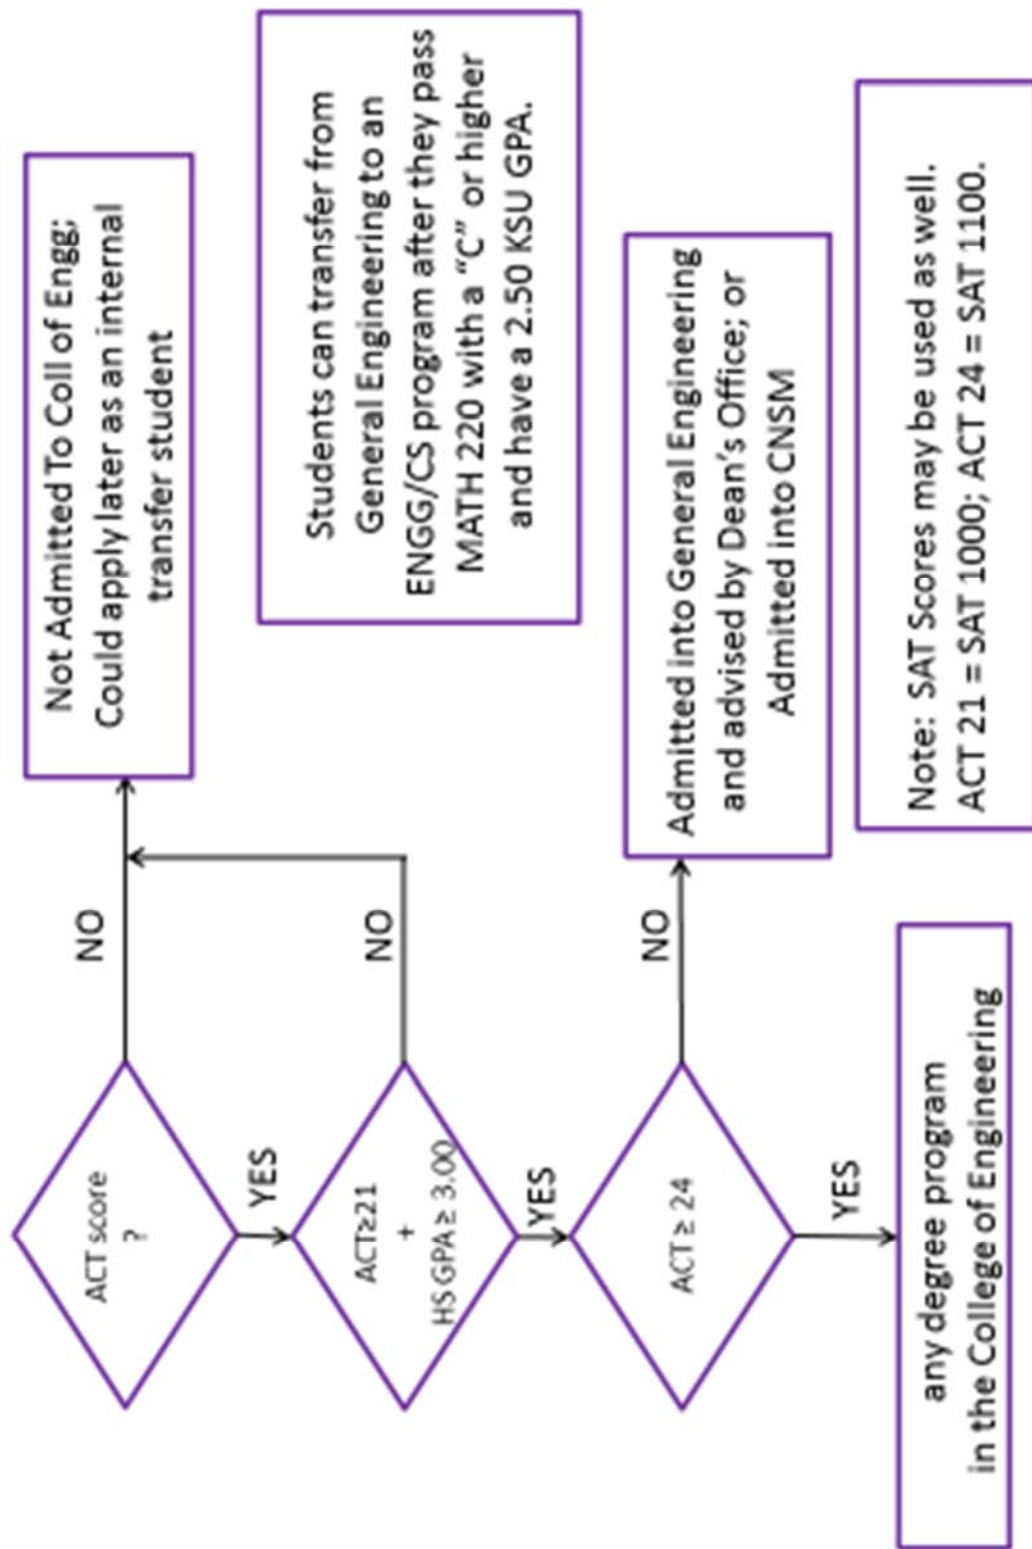 ACT score
?
NO
Not Admitted To Coll of Engg;
Could apply later as an internal
transfer student
YES
ACT≥21
+
HS GPA ≥ 3.00
NO
Students can transfer from
General Engineering to an
ENGG/CS program after they pass
MATH 220 with a “C” or higher
and have a 2.50 KSU GPA.
YES
ACT ≥ 24
NO
Admitted into General Engineering
and advised by Dean’s Office; or
Admitted into CNSM
YES
any degree program
in the College of Engineering
Note: SAT Scores may be used as well.
ACT 21 = SAT 1000; ACT 24 = SAT 1100.